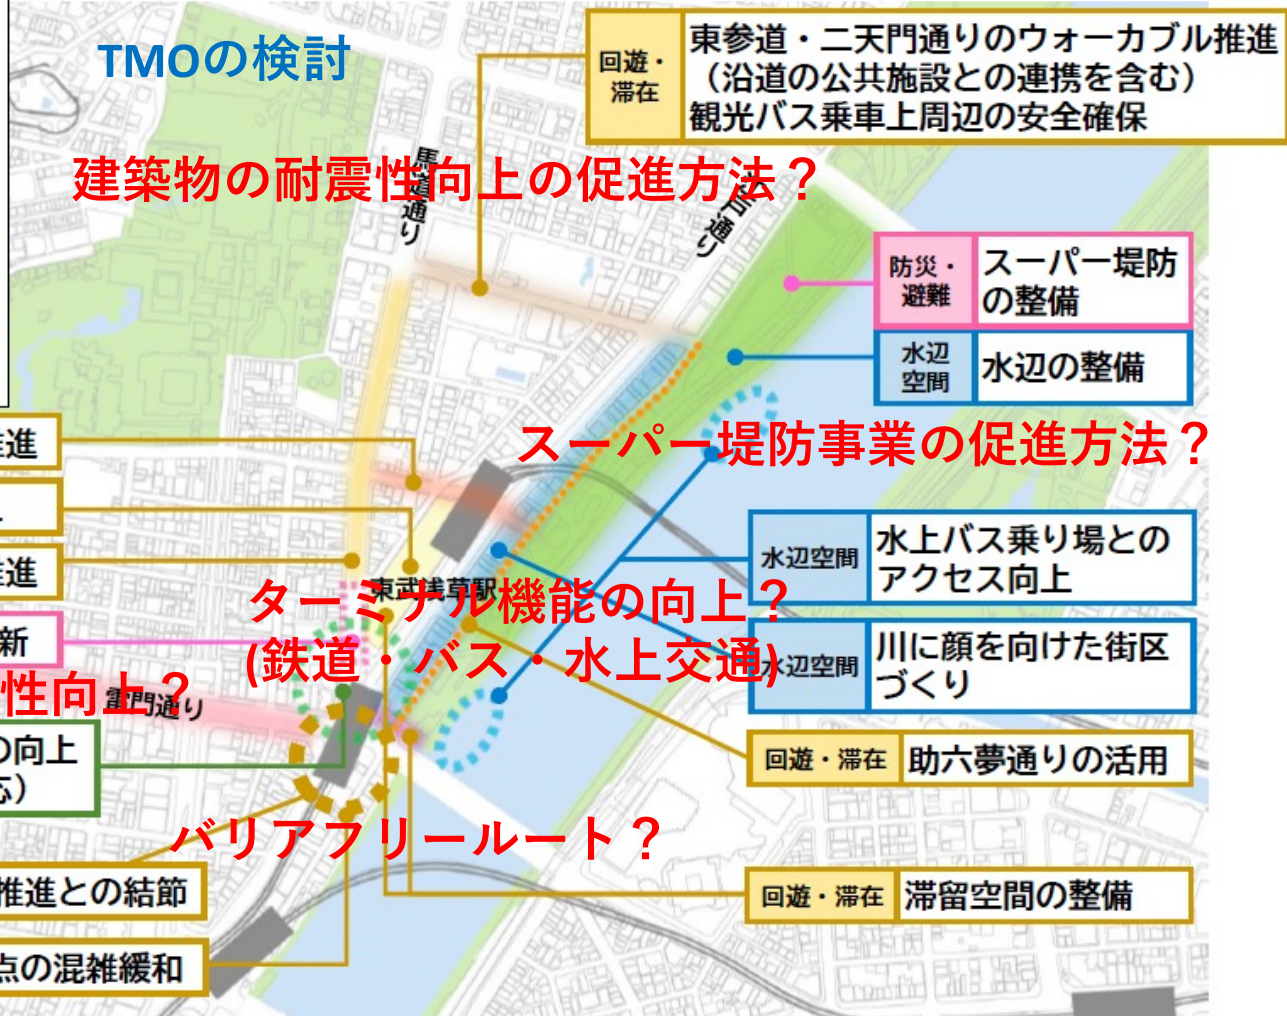 TMOの検討
回遊・
滞在
東参道・二天門通りのウォーカブル推進
（沿道の公共施設との連携を含む）
観光バス乗車上周辺の安全確保
建築物の耐震性向上の促進方法？
馬道通り
江戸通り
防災・
避難
スーパー堤防
の整備
水辺
空間
水辺の整備
進
スーパー堤防事業の促進方法？
進
水辺空間
水上バス乗り場との
アクセス向上
東武浅草駅
ターミナル機能の向上？
(鉄道・バス・水上交通)
新
水辺空間
川に顔を向けた街区
づくり
性向上？
雷門通り
の向上
応）
回遊・滞在
助六夢通りの活用
バリアフリールート？
推進との結節
回遊・滞在
滞留空間の整備
点の混雑緩和